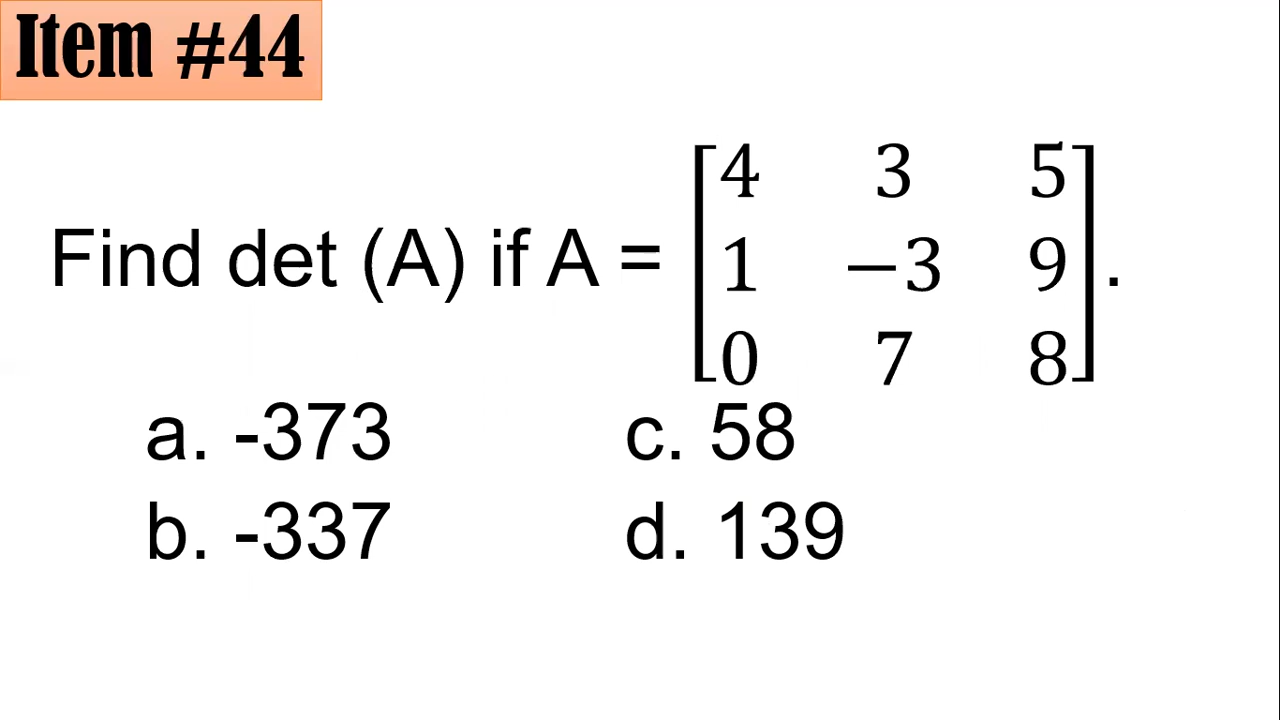 Item #44
Find det (A) if A = [4 3 5
1 −3 9
0 7 8].
a. -373 c. 58
b. -337 d. 139